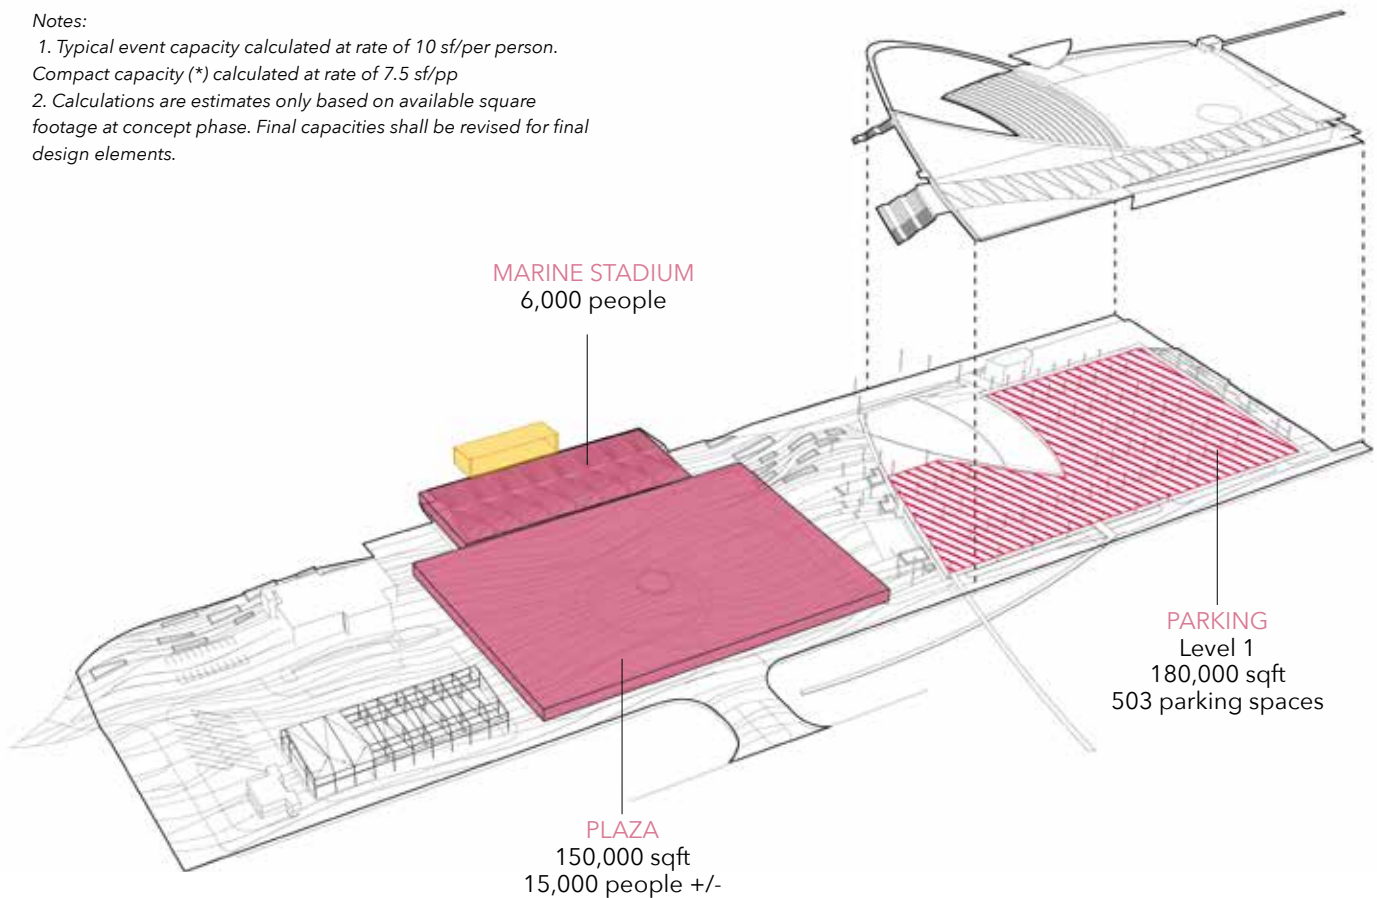 Notes:
1. Typical event capacity calculated at rate of 10 sf/per person.
Compact capacity (*) calculated at rate of 7.5 sf/pp
2. Calculations are estimates only based on available square
footage at concept phase. Final capacities shall be revised for final
design elements.
MARINE STADIUM
6,000 people
PARKING
Level 1
180,000 sqft
503 parking spaces
PLAZA
150,000 sqft
15,000 people +/-